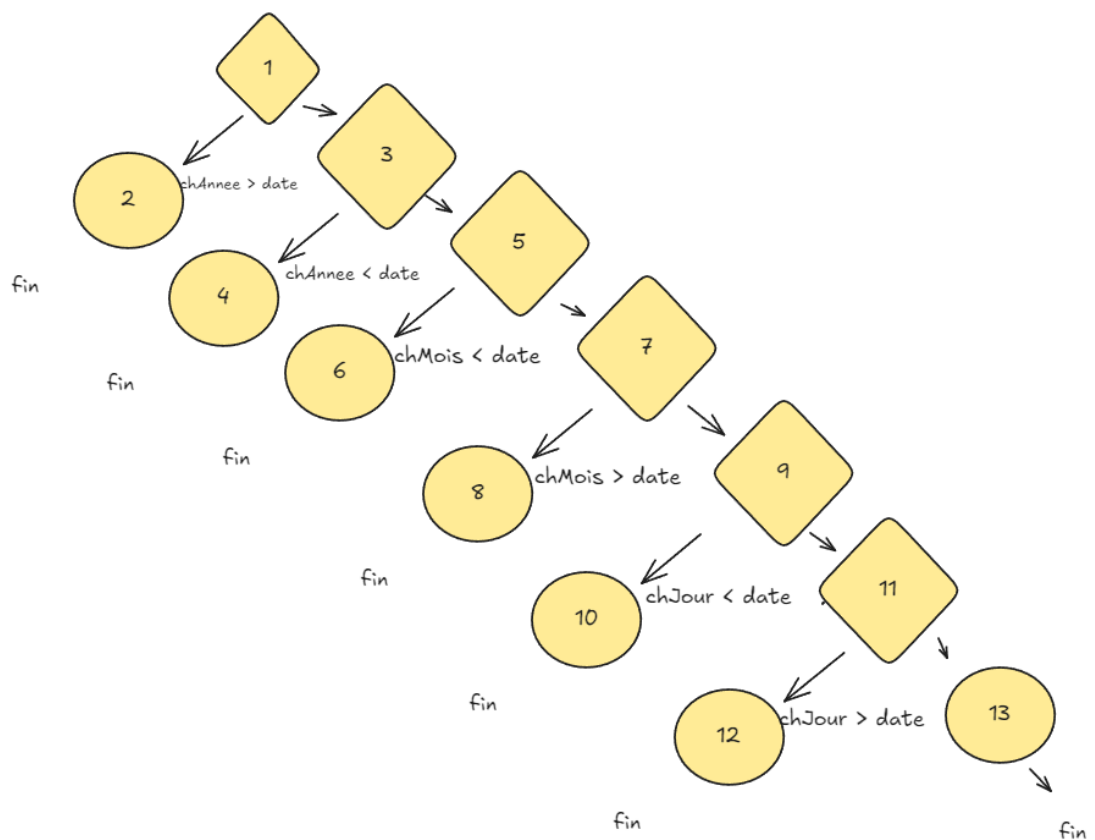 1
3
chAnnee > date
2
5
chAnnee < date
fin
4
7
chMois < date
6
fin
fin
9
chMois > date
8
fin
11
chJour < date
10
fin
13
chJour > date
12
fin
fin